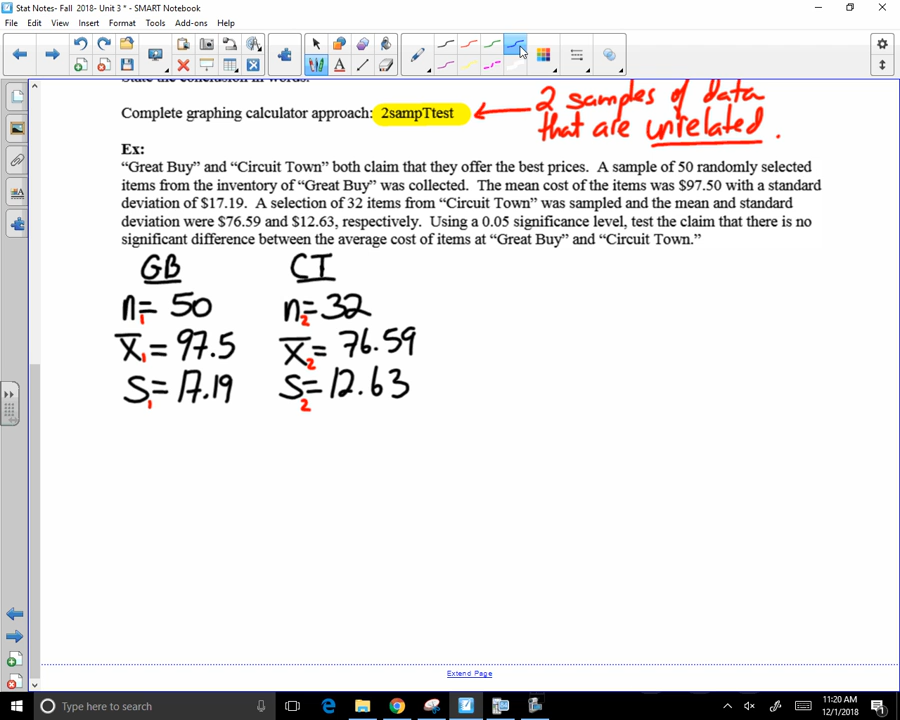 Stat Notes- Fall 2018- Unit 3 * - SMART Notebook
File Edit View Insert Format Tools Add-ons Help
Complete graphing calculator approach: 2sampTtest
2 samples of data
that are unrelated.
Ex:
“Great Buy” and “Circuit Town” both claim that they offer the best prices. A sample of 50 randomly selected
items from the inventory of “Great Buy” was collected. The mean cost of the items was $97.50 with a standard
deviation of $17.19. A selection of 32 items from “Circuit Town” was sampled and the mean and standard
deviation were $76.59 and $12.63, respectively. Using a 0.05 significance level, test the claim that there is no
significant difference between the average cost of items at “Great Buy” and “Circuit Town.”
GB CT
n₁= 50 n₂=32
x̅₁= 97.5 x̅₂= 76.59
S₁= 17.19 S₂=12.63
Extend Page
Type here to search
11:20 AM
12/1/2018